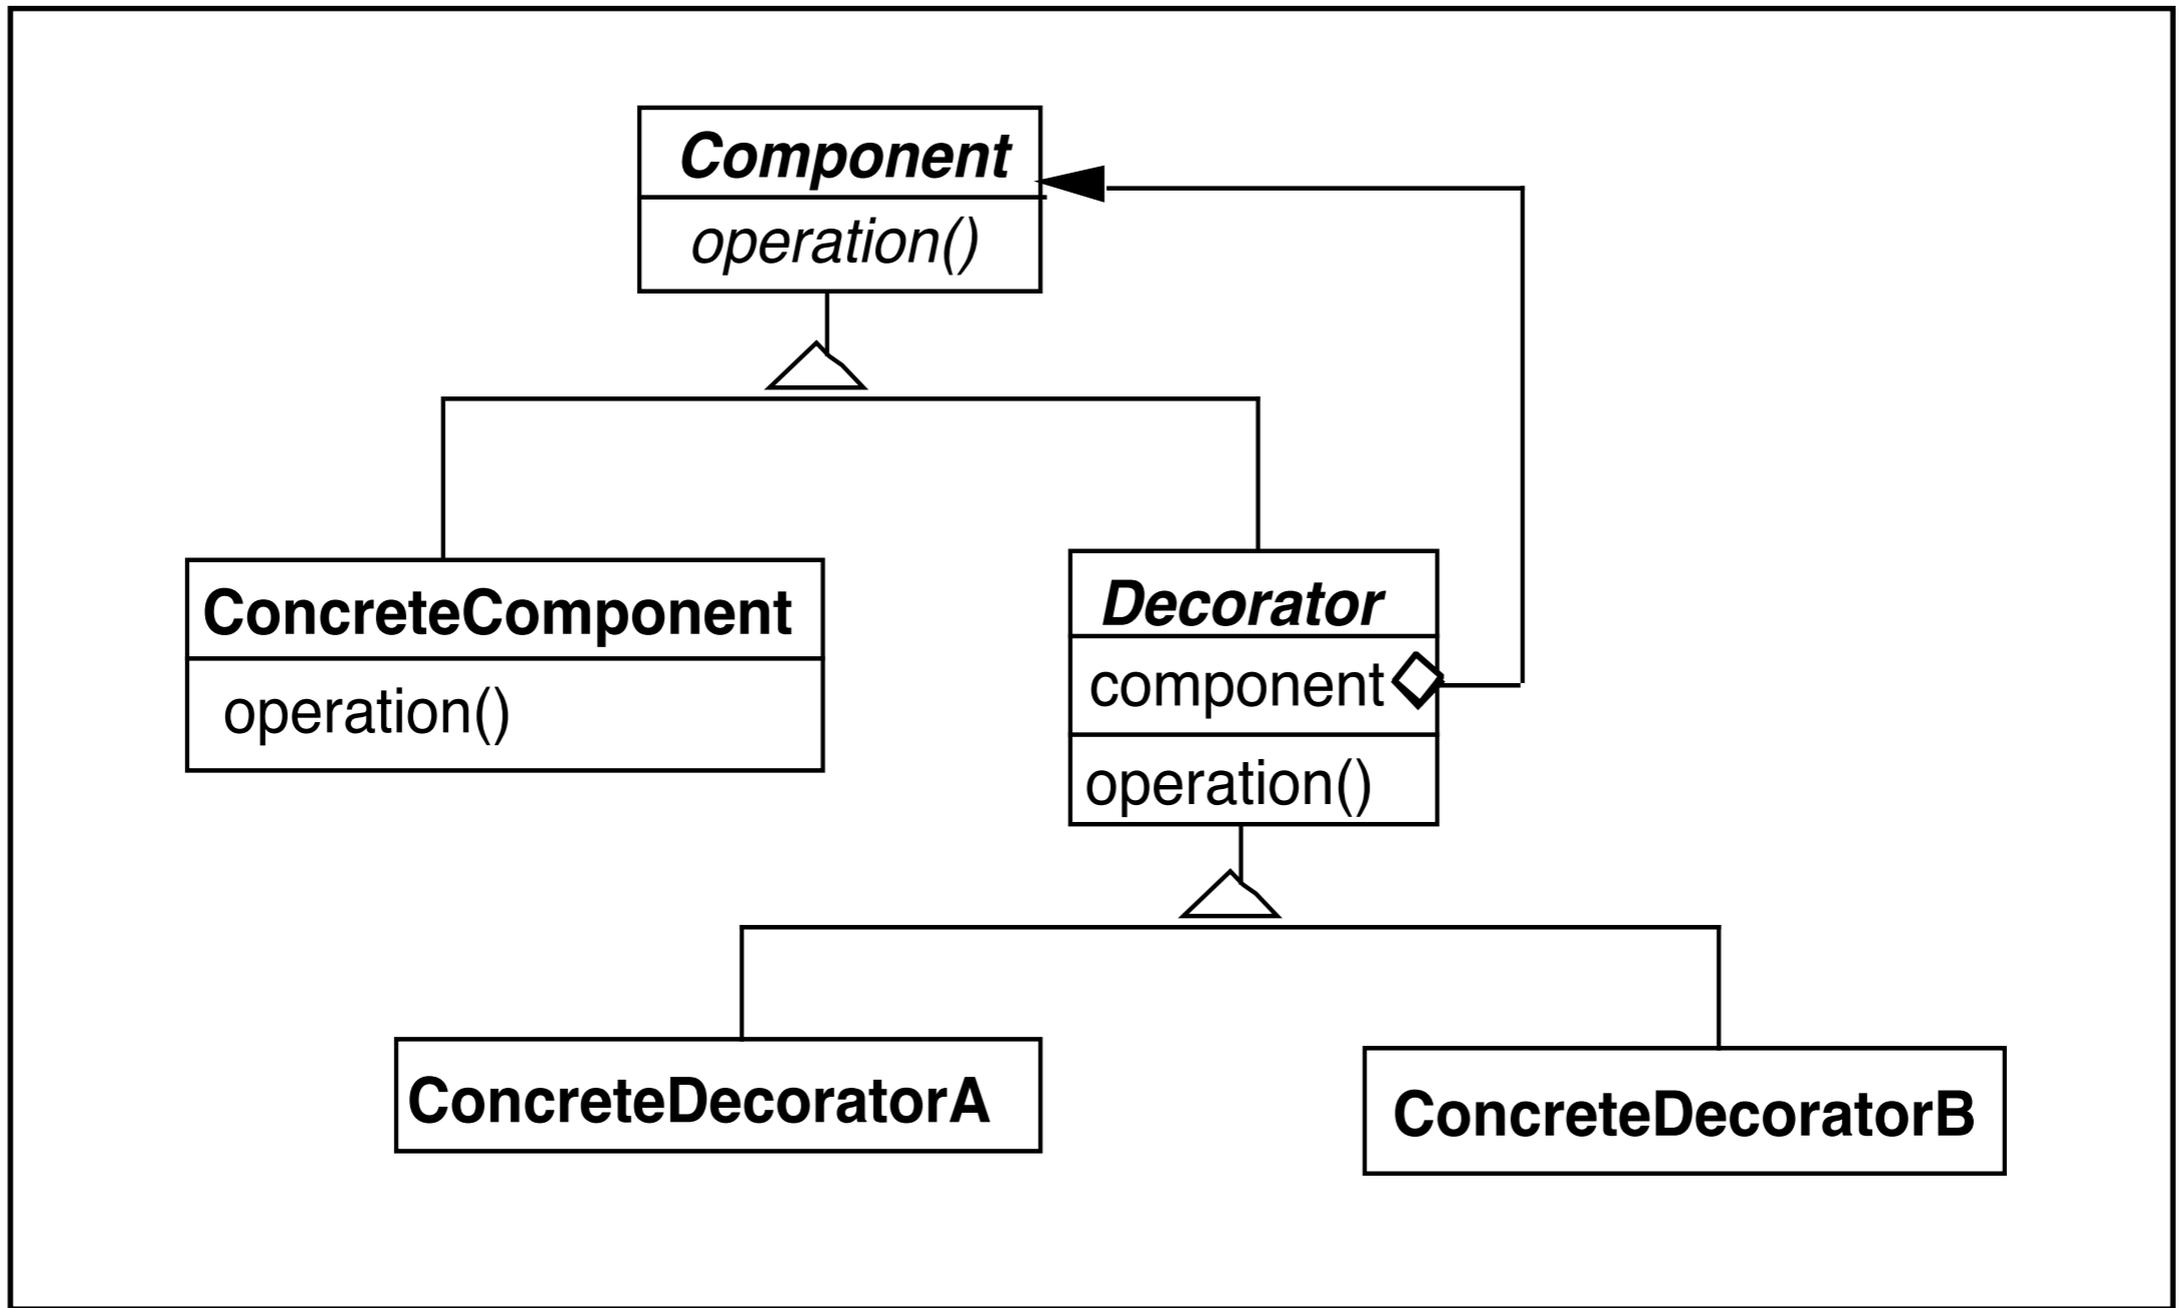 Component
operation()
ConcreteComponent
operation()
Decorator
component
operation()
ConcreteDecoratorA
ConcreteDecoratorB